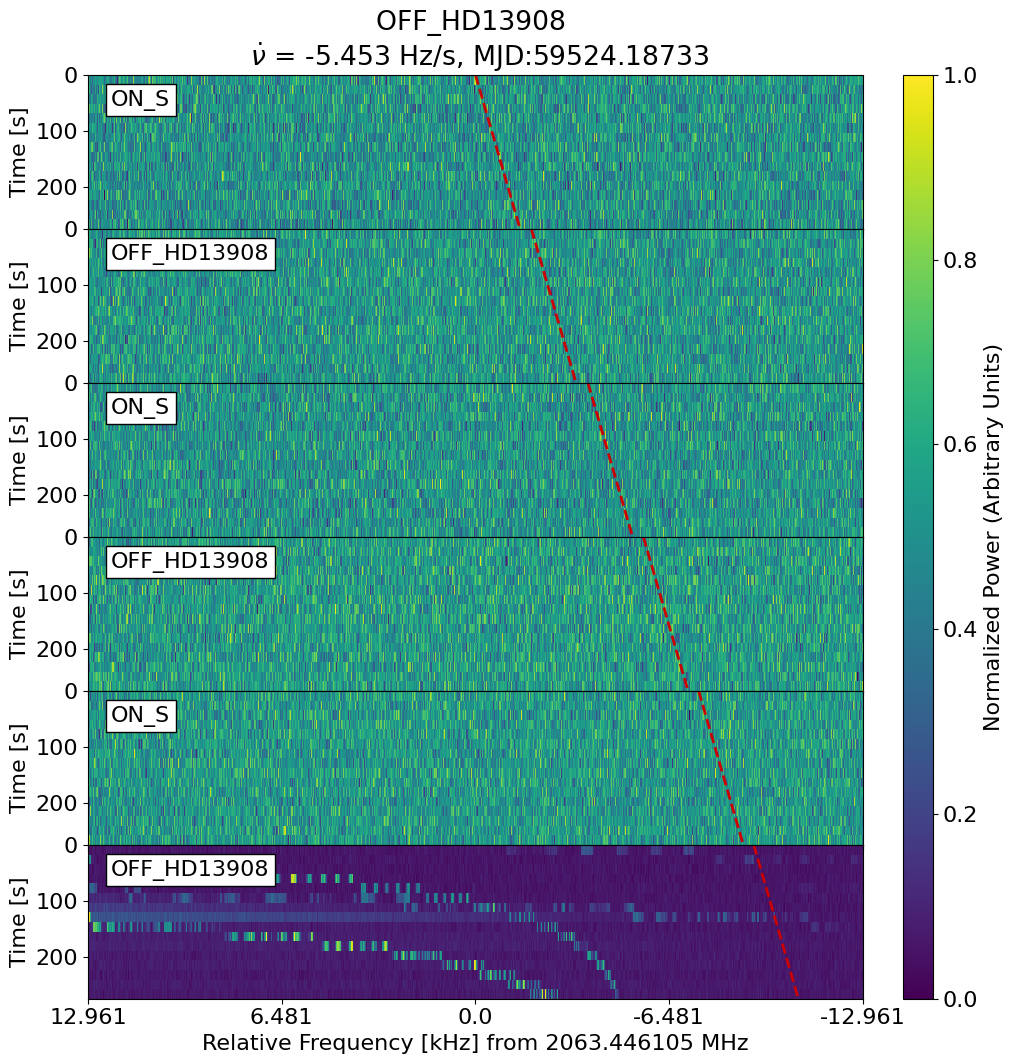 OFF_HD13908
ν̇ = -5.453 Hz/s, MJD:59524.18733
0
ON_S
100
200
Time [s]
0
OFF_HD13908
100
200
Time [s]
0
ON_S
100
200
Time [s]
0
OFF_HD13908
100
200
Time [s]
0
ON_S
100
200
Time [s]
0
OFF_HD13908
100
200
Time [s]
12.961 6.481 0.0 -6.481 -12.961
Relative Frequency [kHz] from 2063.446105 MHz
1.0
0.8
0.6
0.4
0.2
0.0
Normalized Power (Arbitrary Units)